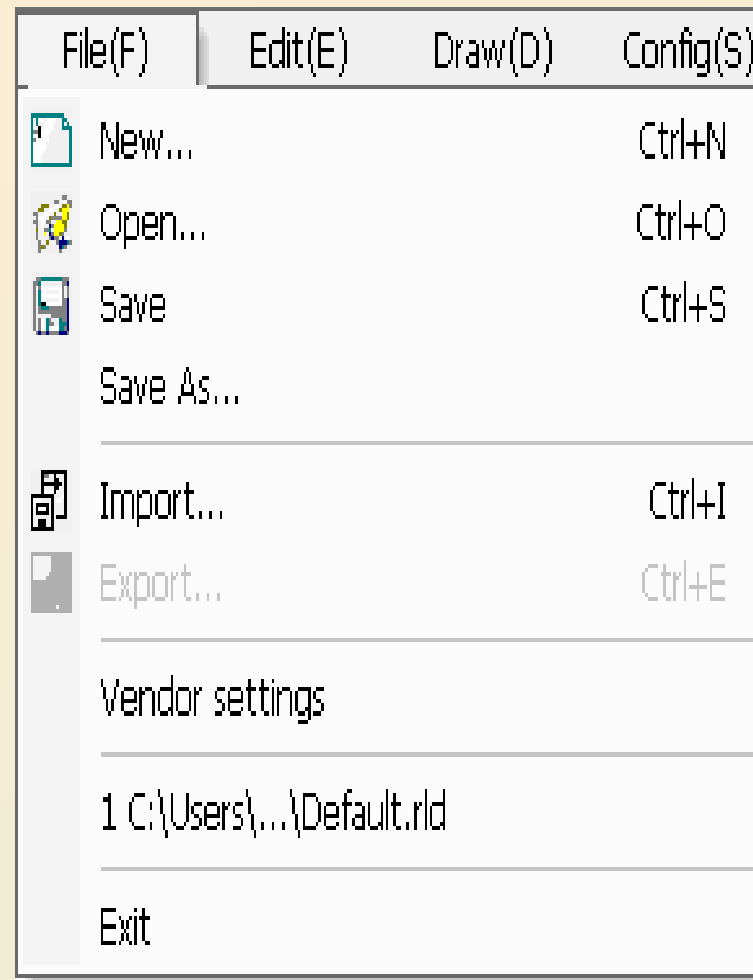 File(F) Edit(E) Draw(D) Config(S)
New... Ctrl+N
Open... Ctrl+O
Save Ctrl+S
Save As...
Import... Ctrl+I
Export... Ctrl+E
Vendor settings
1 C:\Users\...\Default.rld
Exit